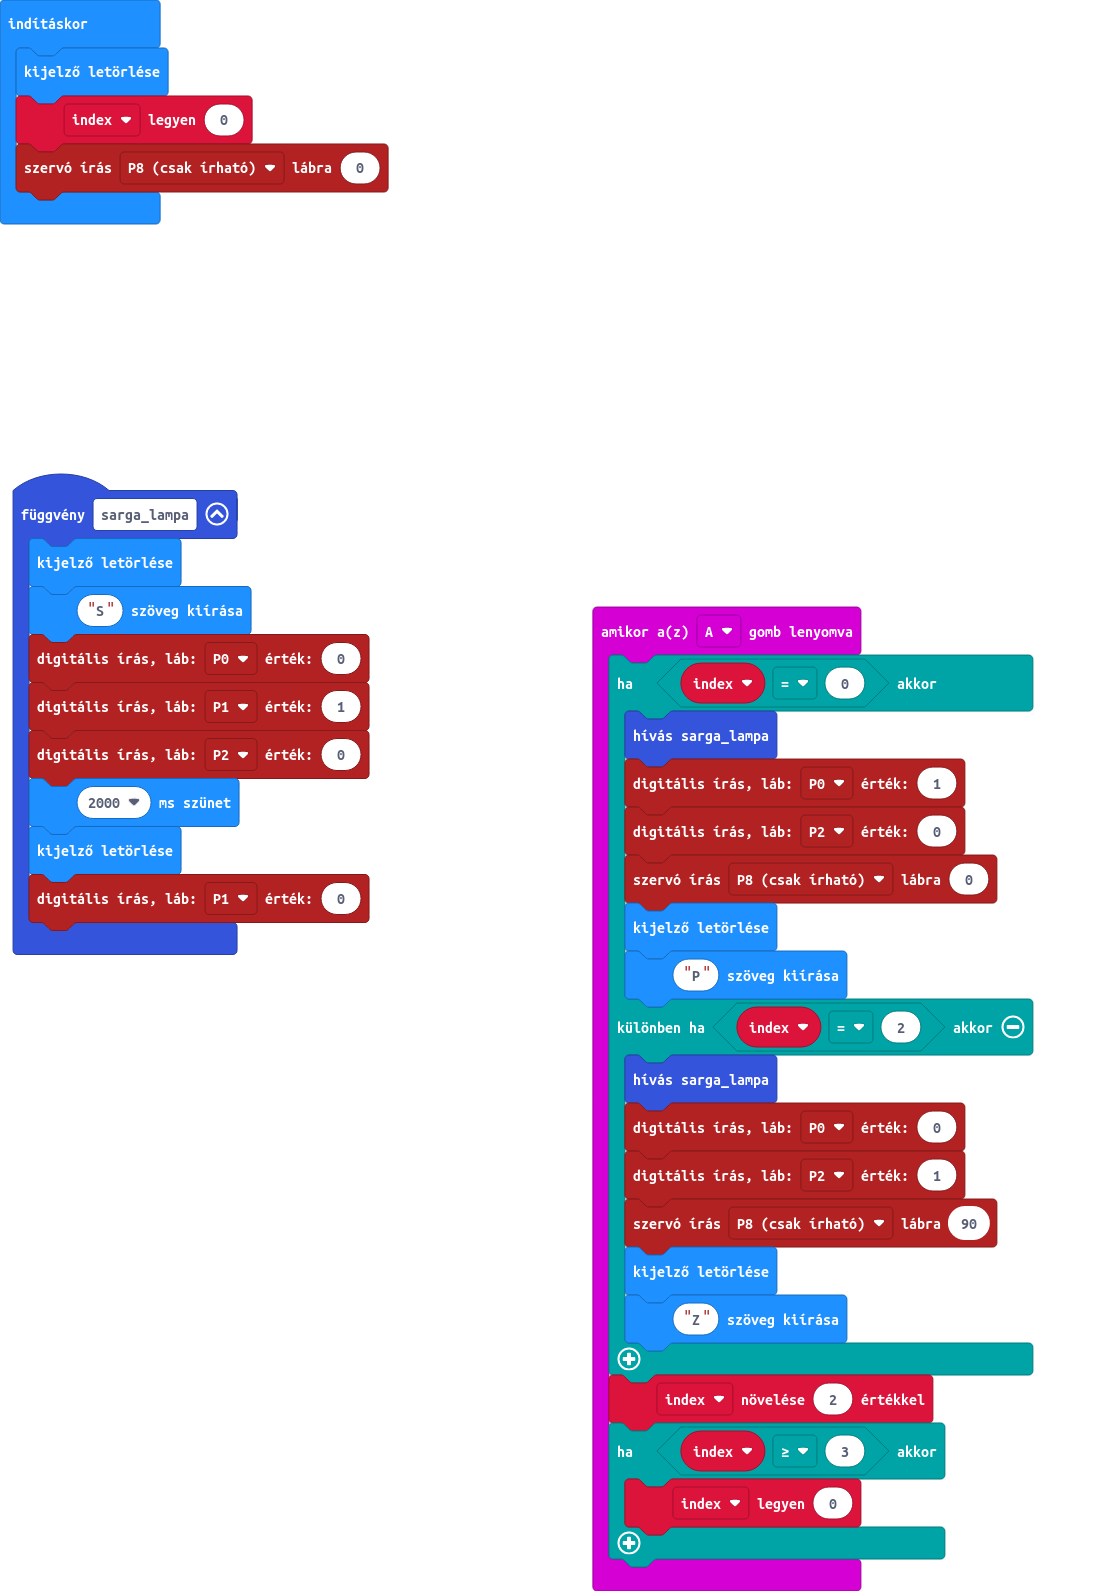 indításkor
kijelző letörlése
index legyen 0
szervó írás P8 (csak írható) lábra 0
függvény sarga_lampa
kijelző letörlése
"S" szöveg kiírása
digitális írás, láb: P0 érték: 0
digitális írás, láb: P1 érték: 1
digitális írás, láb: P2 érték: 0
2000 ms szünet
kijelző letörlése
digitális írás, láb: P1 érték: 0
amikor a(z) A gomb lenyomva
ha index = 0 akkor
hívás sarga_lampa
digitális írás, láb: P0 érték: 1
digitális írás, láb: P2 érték: 0
szervó írás P8 (csak írható) lábra 0
kijelző letörlése
"P" szöveg kiírása
különben ha index = 2 akkor
hívás sarga_lampa
digitális írás, láb: P0 érték: 0
digitális írás, láb: P2 érték: 1
szervó írás P8 (csak írható) lábra 90
kijelző letörlése
"Z" szöveg kiírása
index növelése 2 értékkel
ha index ≥ 3 akkor
index legyen 0